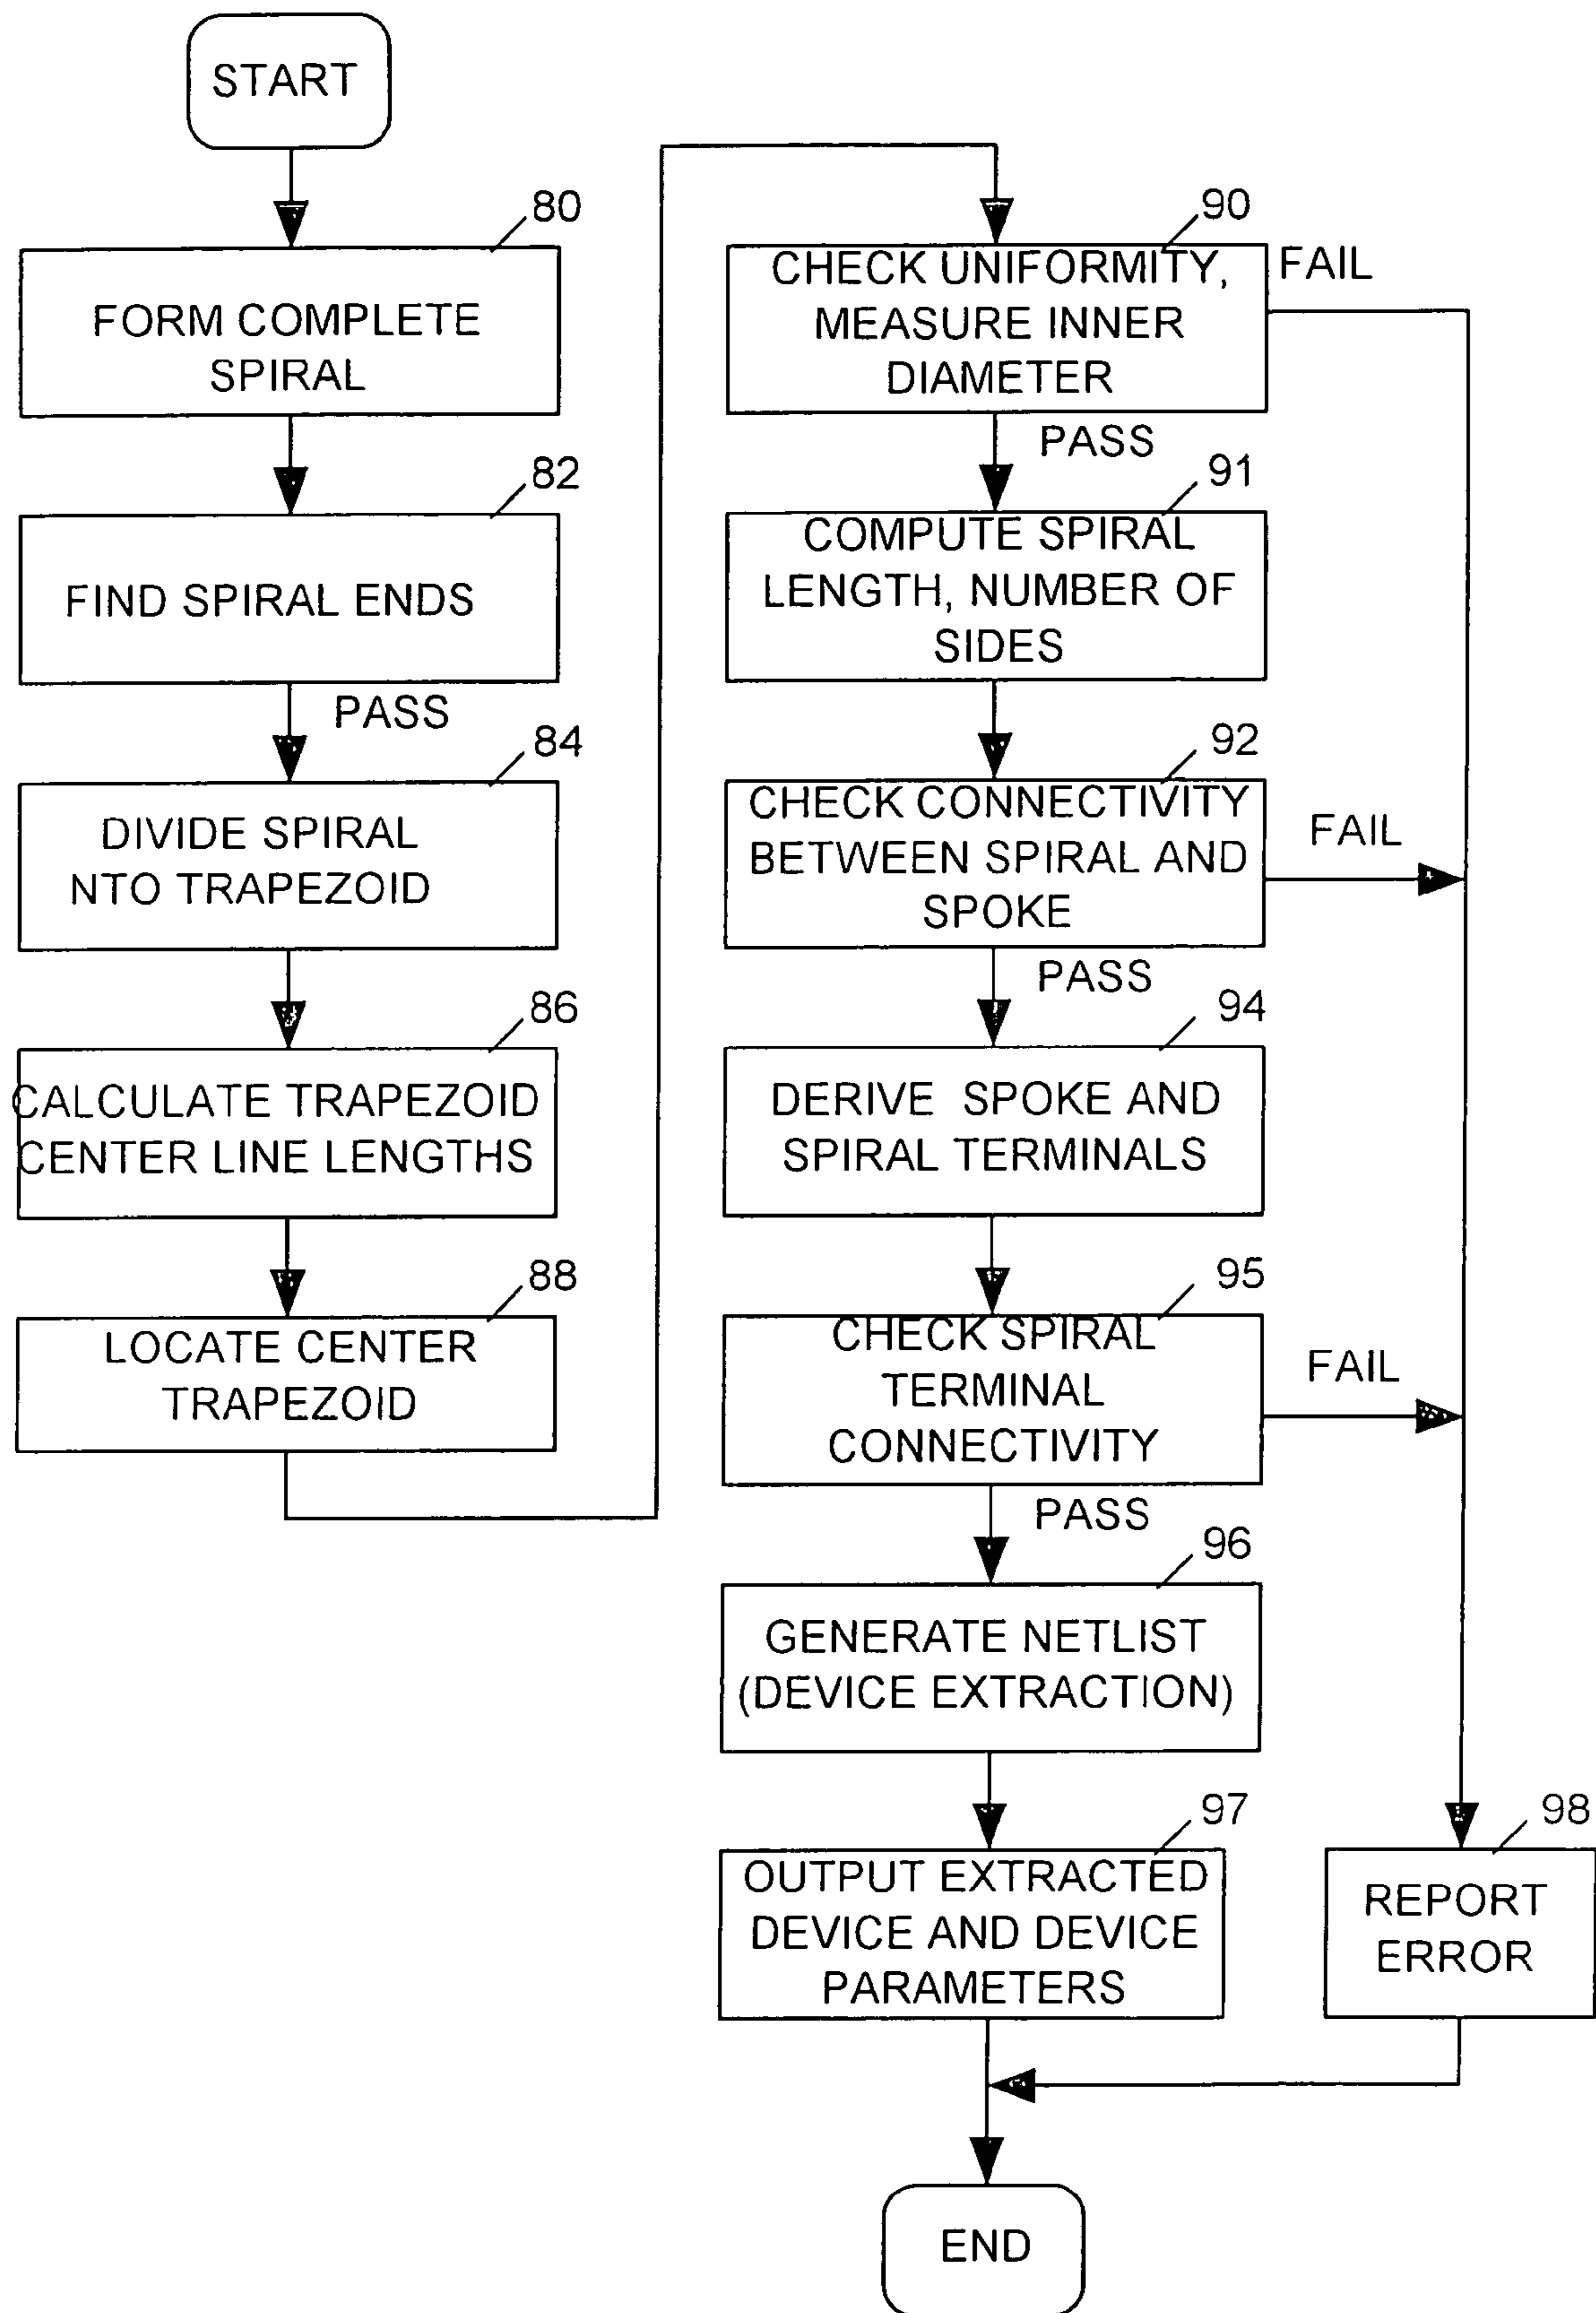 START
80
FORM COMPLETE
SPIRAL
82
FIND SPIRAL ENDS
PASS
84
DIVIDE SPIRAL
NTO TRAPEZOID
86
CALCULATE TRAPEZOID
CENTER LINE LENGTHS
88
LOCATE CENTER
TRAPEZOID
90
CHECK UNIFORMITY,
MEASURE INNER
DIAMETER
FAIL
PASS
91
COMPUTE SPIRAL
LENGTH, NUMBER OF
SIDES
92
CHECK CONNECTIVITY
BETWEEN SPIRAL AND
SPOKE
FAIL
PASS
94
DERIVE SPOKE AND
SPIRAL TERMINALS
95
CHECK SPIRAL
TERMINAL
CONNECTIVITY
FAIL
PASS
96
GENERATE NETLIST
(DEVICE EXTRACTION)
97
OUTPUT EXTRACTED
DEVICE AND DEVICE
PARAMETERS
98
REPORT
ERROR
END